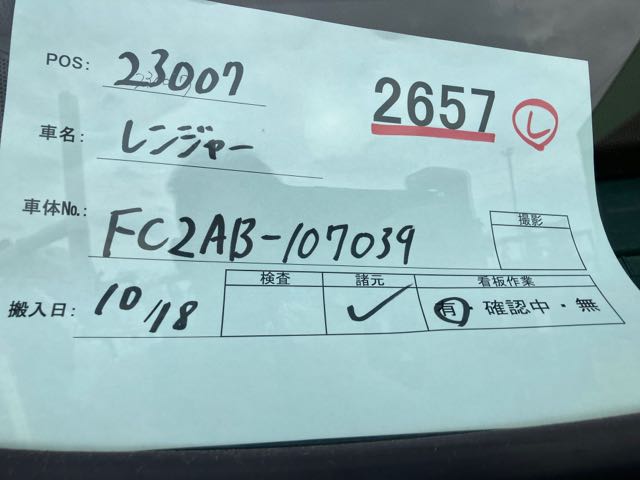 POS: 23007
2657 レ
車名: レンジャー
車体No.: FC2AB-107039
撮影
搬入日: 10/18
検査 諸元 看板作業
✓ 有・確認中・無